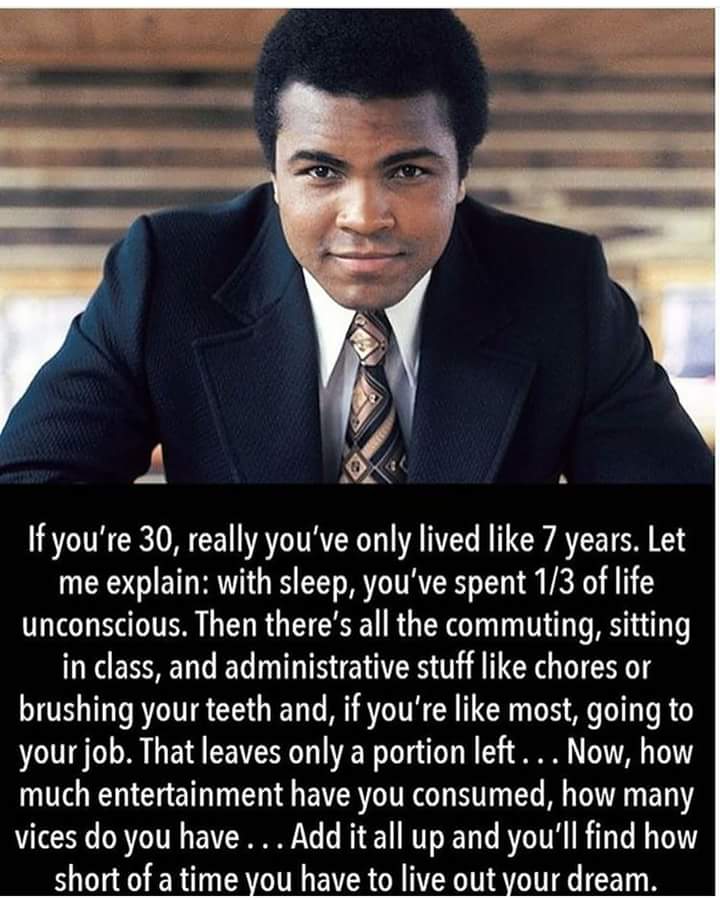 If you're 30, really you've only lived like 7 years. Let
me explain: with sleep, you've spent 1/3 of life
unconscious. Then there's all the commuting, sitting
in class, and administrative stuff like chores or
brushing your teeth and, if you're like most, going to
your job. That leaves only a portion left . . . Now, how
much entertainment have you consumed, how many
vices do you have . . . Add it all up and you'll find how
short of a time you have to live out your dream.